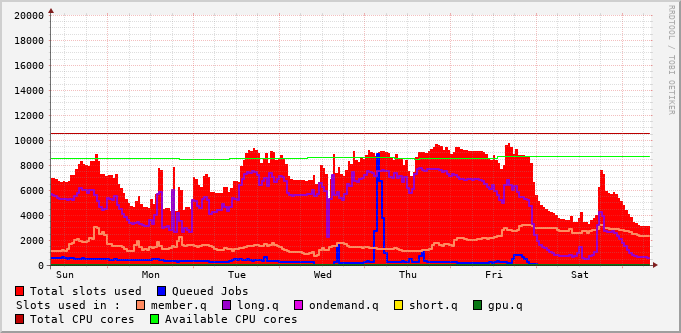 20000
18000
16000
14000
12000
10000
8000
6000
4000
2000
0
Sun Mon Tue Wed Thu Fri Sat
RRDTOOL / TOBI OETIKER
Total slots used Queued Jobs
Slots used in : member.q long.q ondemand.q short.q gpu.q
Total CPU cores Available CPU cores